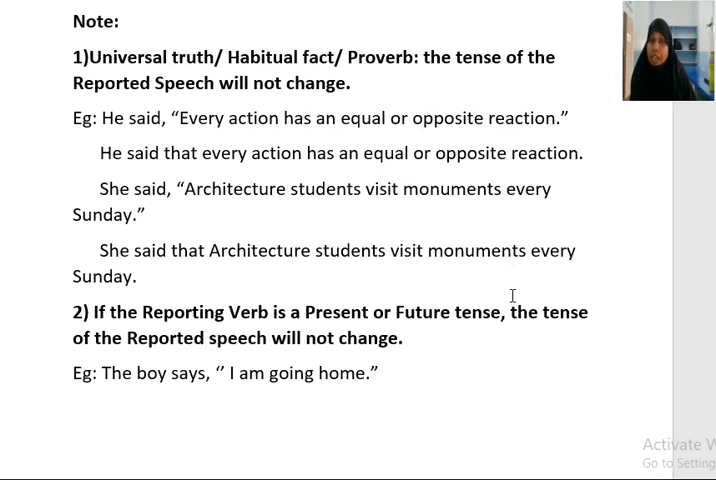 Note:
1)Universal truth/ Habitual fact/ Proverb: the tense of the
Reported Speech will not change.
Eg: He said, “Every action has an equal or opposite reaction.”
He said that every action has an equal or opposite reaction.
She said, “Architecture students visit monuments every
Sunday.”
She said that Architecture students visit monuments every
Sunday.
2) If the Reporting Verb is a Present or Future tense, the tense
of the Reported speech will not change.
Eg: The boy says, ‘’ I am going home.”
Activate W
Go to Setting